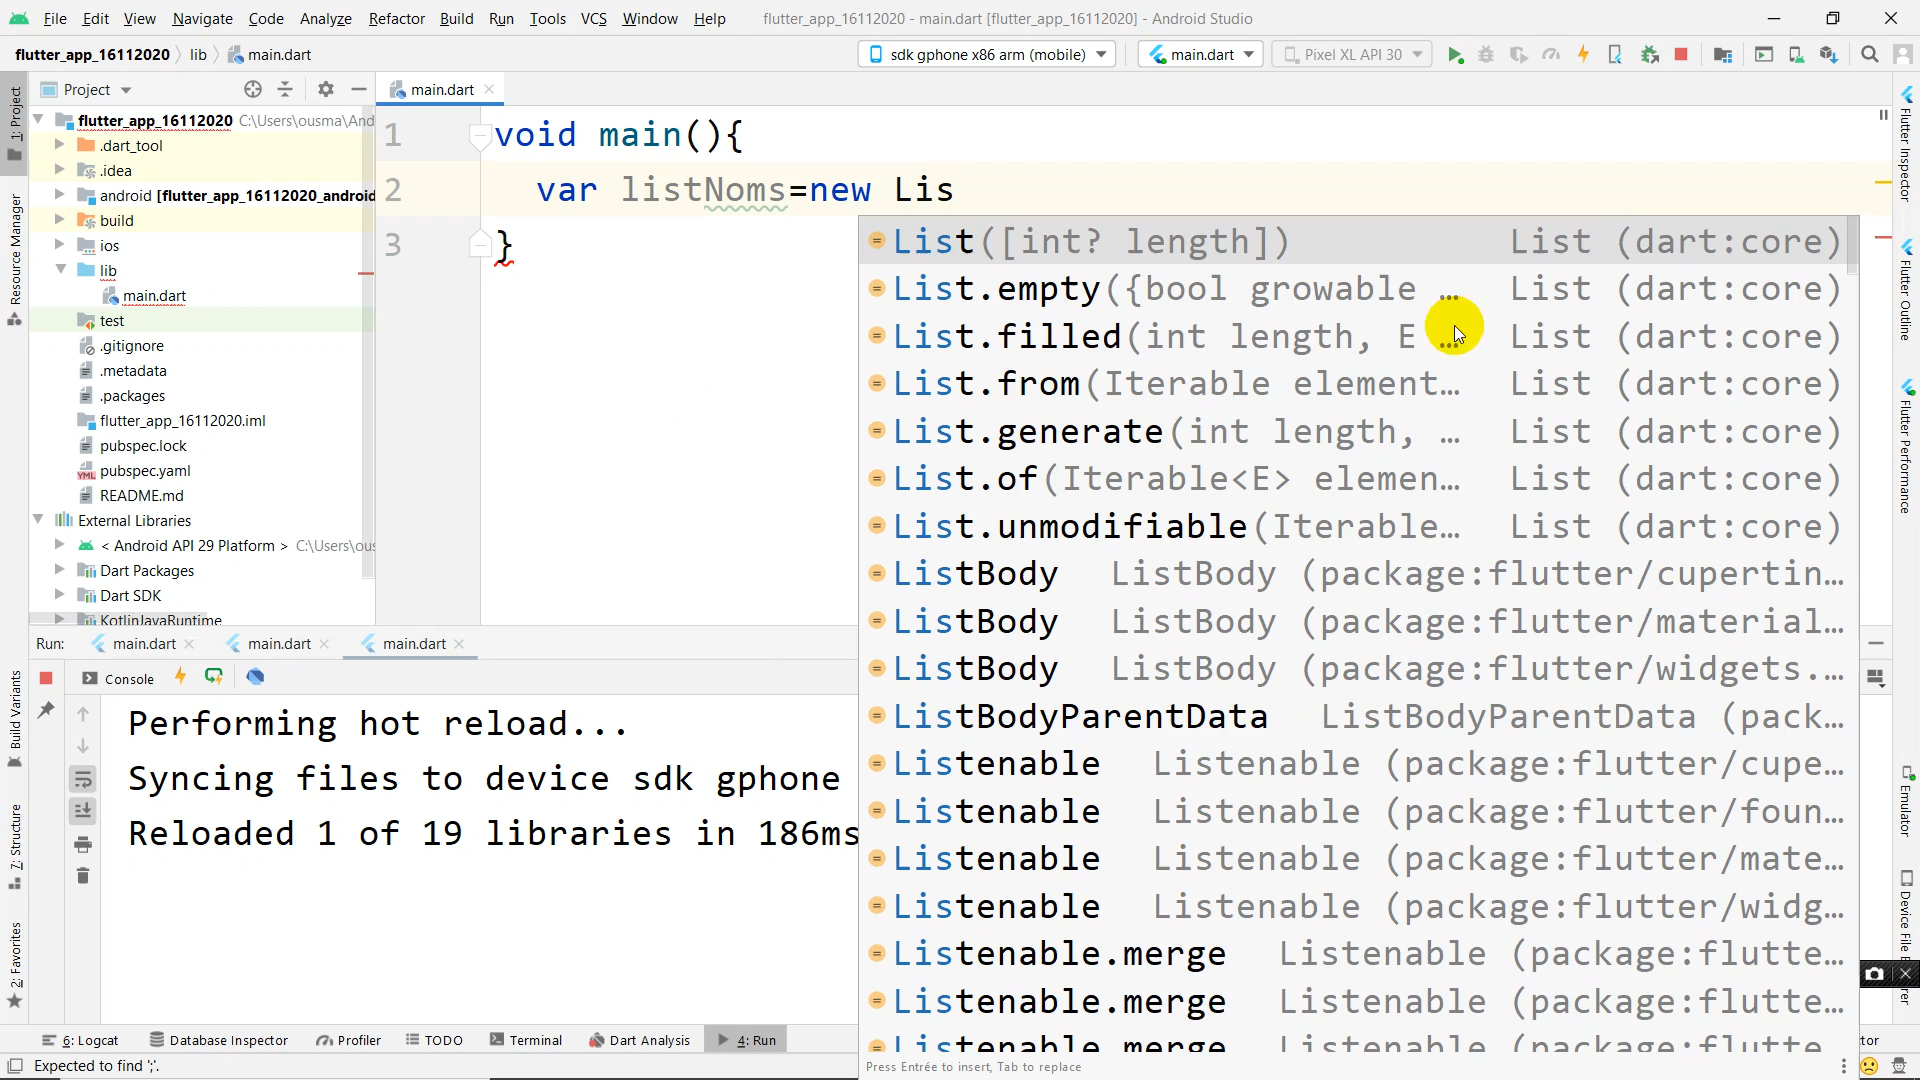 File Edit View Navigate Code Analyze Refactor Build Run Tools VCS Window Help flutter_app_16112020 - main.dart [flutter_app_16112020] - Android Studio
flutter_app_16112020 lib main.dart sdk gphone x86 arm (mobile) main.dart Pixel XL API 30
1: Project
Resource Manager
Build Variants
7: Structure
2: Favorites
Project
flutter_app_16112020 C:\Users\ousma\And
.dart_tool
.idea
android [flutter_app_16112020_android
build
ios
lib
main.dart
test
.gitignore
.metadata
.packages
flutter_app_16112020.iml
pubspec.lock
pubspec.yaml
README.md
External Libraries
< Android API 29 Platform > C:\Users\ous
Dart Packages
Dart SDK
KotlinJavaRuntime
main.dart
1 void main(){
2 var listNoms=new Lis
3 }
List([int? length]) List (dart:core)
List.empty({bool growable … List (dart:core)
List.filled(int length, E … List (dart:core)
List.from(Iterable element… List (dart:core)
List.generate(int length, … List (dart:core)
List.of(Iterable<E> elemen… List (dart:core)
List.unmodifiable(Iterable… List (dart:core)
ListBody ListBody (package:flutter/cupertin…
ListBody ListBody (package:flutter/material…
ListBody ListBody (package:flutter/widgets.…
ListBodyParentData ListBodyParentData (pack…
Listenable Listenable (package:flutter/cupe…
Listenable Listenable (package:flutter/foun…
Listenable Listenable (package:flutter/mate…
Listenable Listenable (package:flutter/widg…
Listenable.merge Listenable (package:flutte…
Listenable.merge Listenable (package:flutte…
Listenable.merge Listenable (package:flutte…
Press Entrée to insert, Tab to replace
Run: main.dart main.dart main.dart
Console
Performing hot reload...
Syncing files to device sdk gphone
Reloaded 1 of 19 libraries in 186ms
Flutter Inspector
Flutter Outline
Flutter Performance
Emulator
Device File E
rer
6: Logcat Database Inspector Profiler TODO Terminal Dart Analysis 4: Run tor
Expected to find ';'.